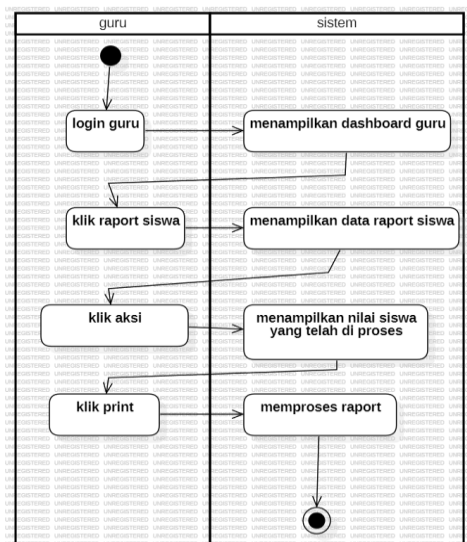 guru
sistem
login guru
menampilkan dashboard guru
klik raport siswa
menampilkan data raport siswa
klik aksi
menampilkan nilai siswa
yang telah di proses
klik print
memproses raport
UNREGISTERED